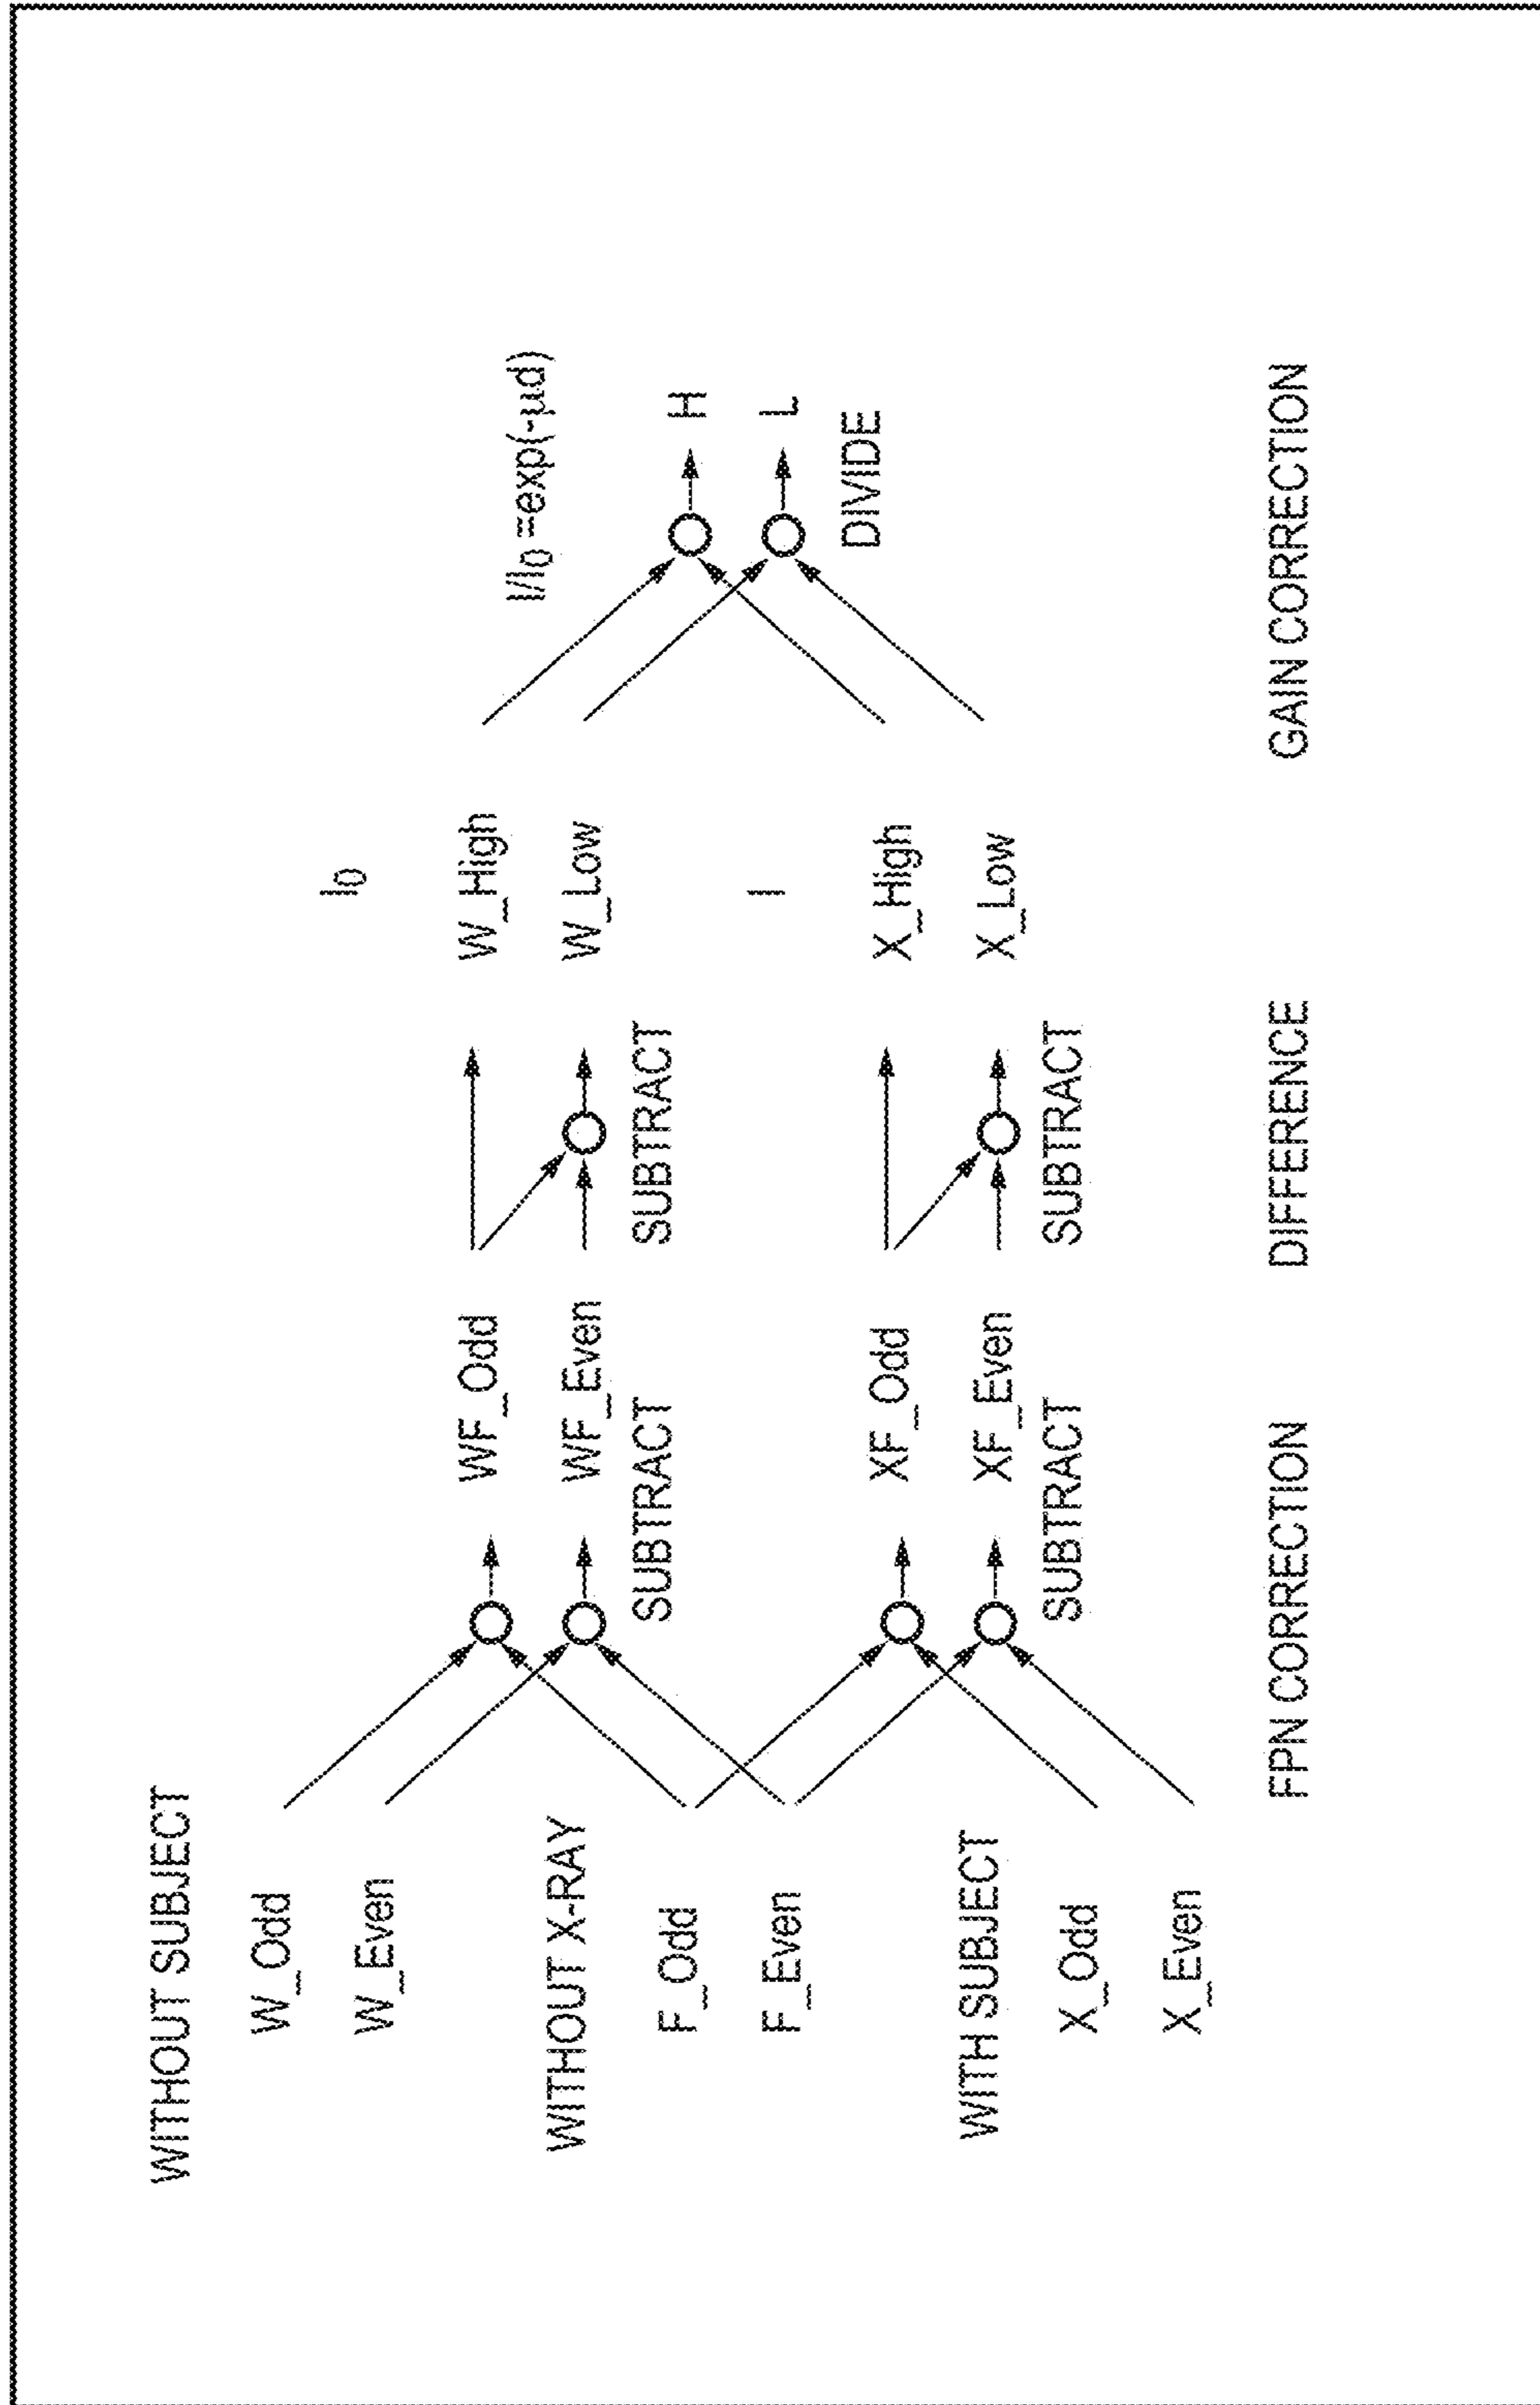 WITHOUT SUBJECT
W_Odd
W_Even
WITHOUT X-RAY
F_Odd
F_Even
WITH SUBJECT
X_Odd
X_Even
FPN CORRECTION
WF_Odd
WF_Even
SUBTRACT
XF_Odd
XF_Even
SUBTRACT
SUBTRACT
SUBTRACT
DIFFERENCE
I₀
W_High
W_Low
I
X_High
X_Low
I/I₀ =exp(-μd)
H
L
DIVIDE
GAIN CORRECTION